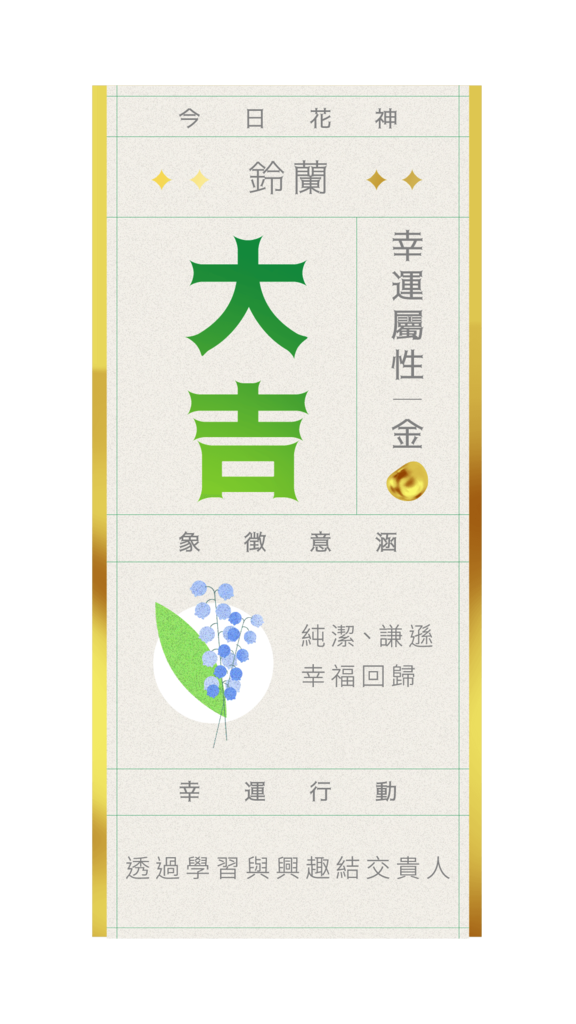 今日花神
鈴蘭
大吉
幸運屬性｜金
象徵意涵
純潔、謙遜
幸福回歸
幸運行動
透過學習與興趣結交貴人